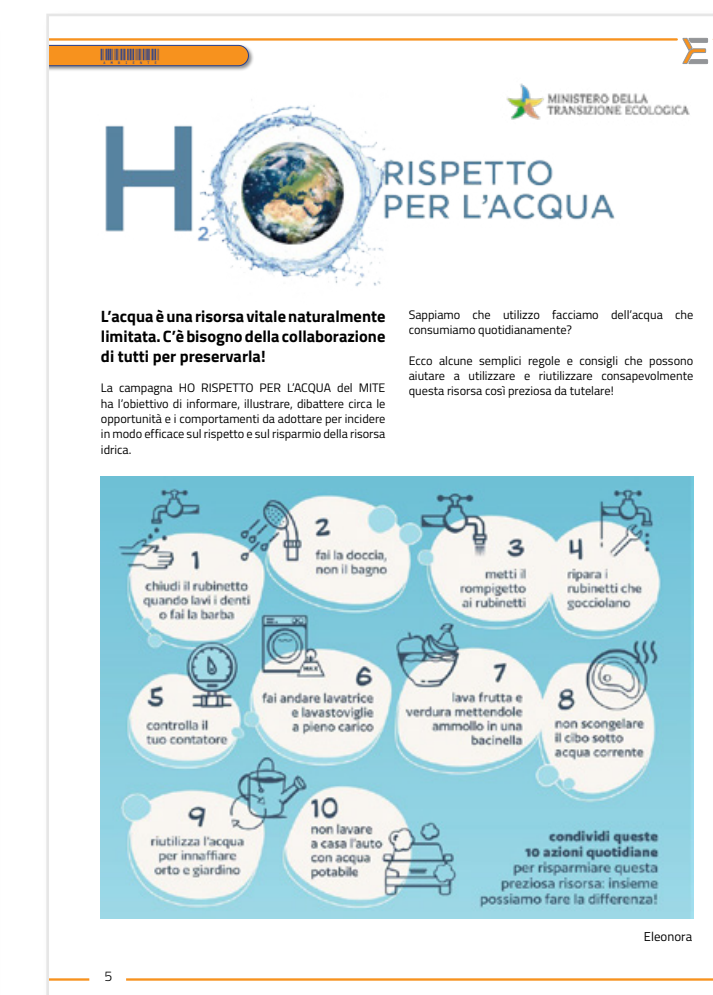 MINISTERO DELLA
TRANSIZIONE ECOLOGICA
H2O RISPETTO
PER L'ACQUA
L'acqua è una risorsa vitale naturalmente
limitata. C'è bisogno della collaborazione
di tutti per preservarla!
La campagna HO RISPETTO PER L'ACQUA del MITE
ha l'obiettivo di informare, illustrare, dibattere circa le
opportunità e i comportamenti da adottare per incidere
in modo efficace sul rispetto e sul risparmio della risorsa
idrica.
Sappiamo che utilizzo facciamo dell'acqua che
consumiamo quotidianamente?
Ecco alcune semplici regole e consigli che possono
aiutare a utilizzare e riutilizzare consapevolmente
questa risorsa così preziosa da tutelare!
1
chiudi il rubinetto
quando lavi i denti
o fai la barba
2
fai la doccia,
non il bagno
3
metti il
rompigetto
ai rubinetti
4
ripara i
rubinetti che
gocciolano
5
controlla il
tuo contatore
MAX
6
fai andare lavatrice
e lavastoviglie
a pieno carico
7
lava frutta e
verdura mettendole
ammollo in una
bacinella
8
non scongelare
il cibo sotto
acqua corrente
9
riutilizza l'acqua
per innaffiare
orto e giardino
10
non lavare
a casa l'auto
con acqua
potabile
condividi queste
10 azioni quotidiane
per risparmiare questa
preziosa risorsa: insieme
possiamo fare la differenza!
Eleonora
5